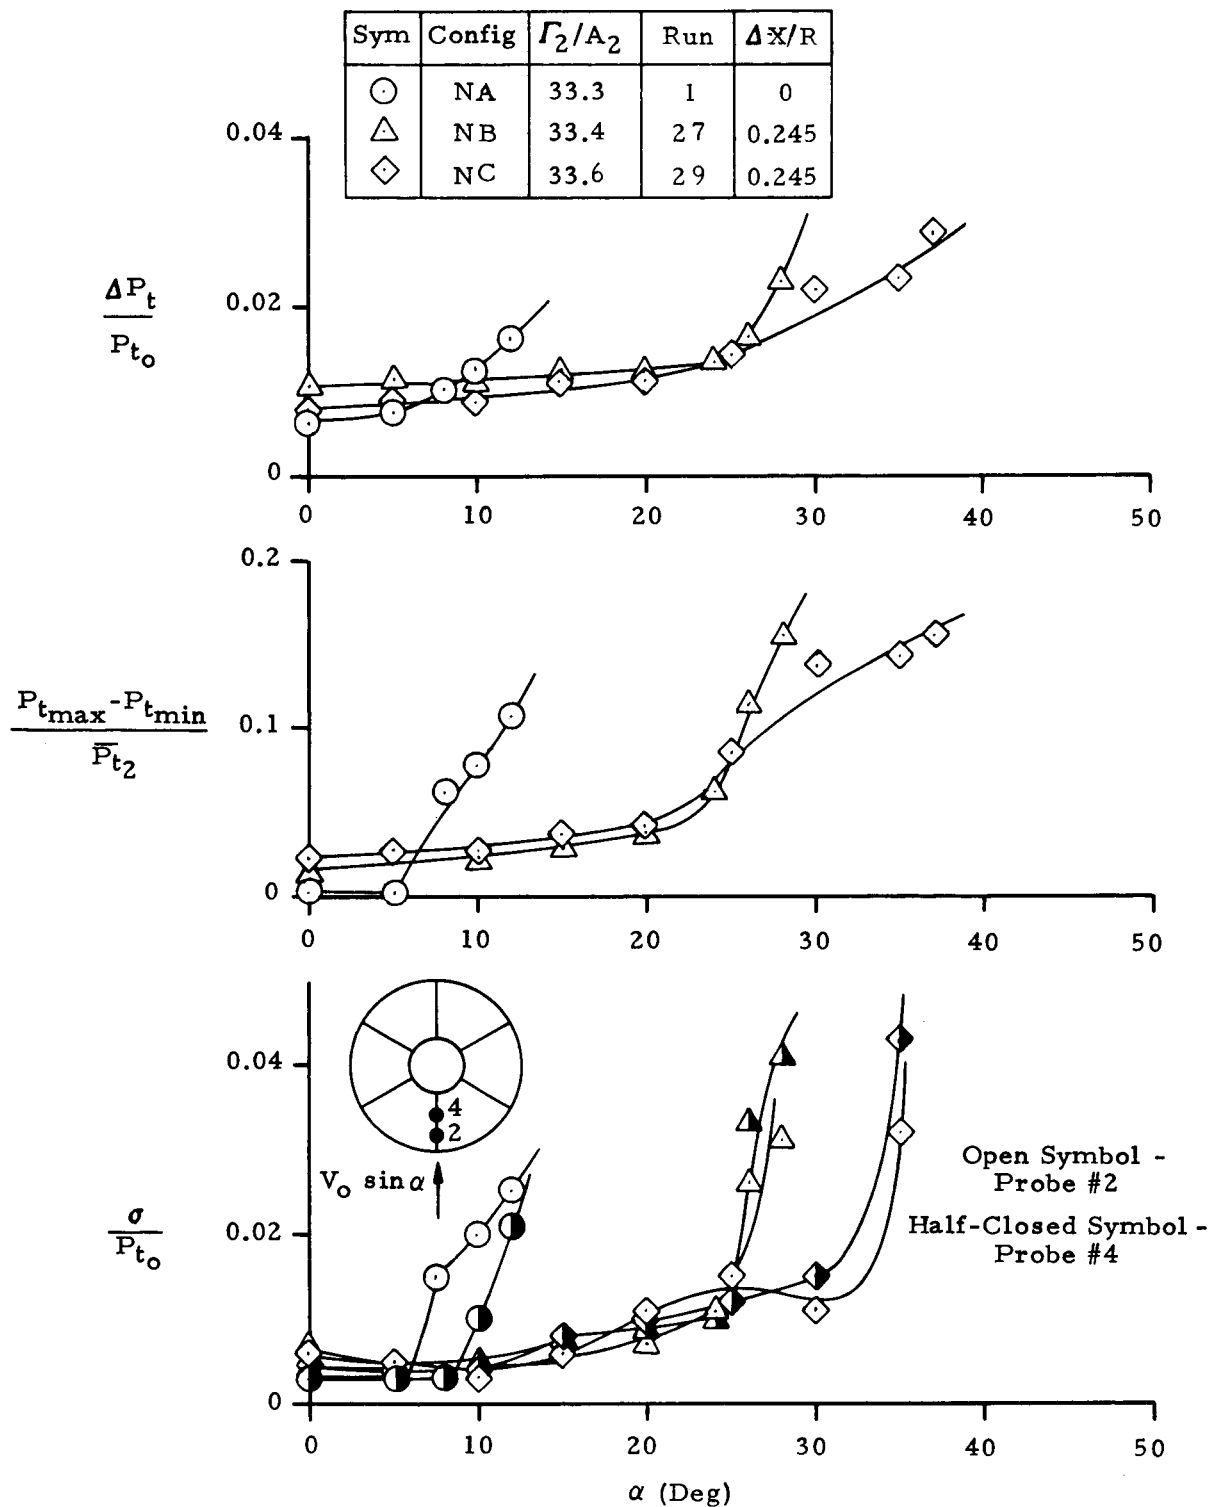 Sym Config Γ2/A2 Run ΔX/R
NA 33.3 1 0
NB 33.4 27 0.245
NC 33.6 29 0.245
0.04
0.02
0
ΔPt
Pto
0 10 20 30 40 50
0.2
0.1
0
Ptmax-Ptmin
P̅t2
0 10 20 30 40 50
0.04
0.02
0
4
2
Vo sin α
σ
Pto
Open Symbol -
Probe #2
Half-Closed Symbol -
Probe #4
0 10 20 30 40 50
α (Deg)